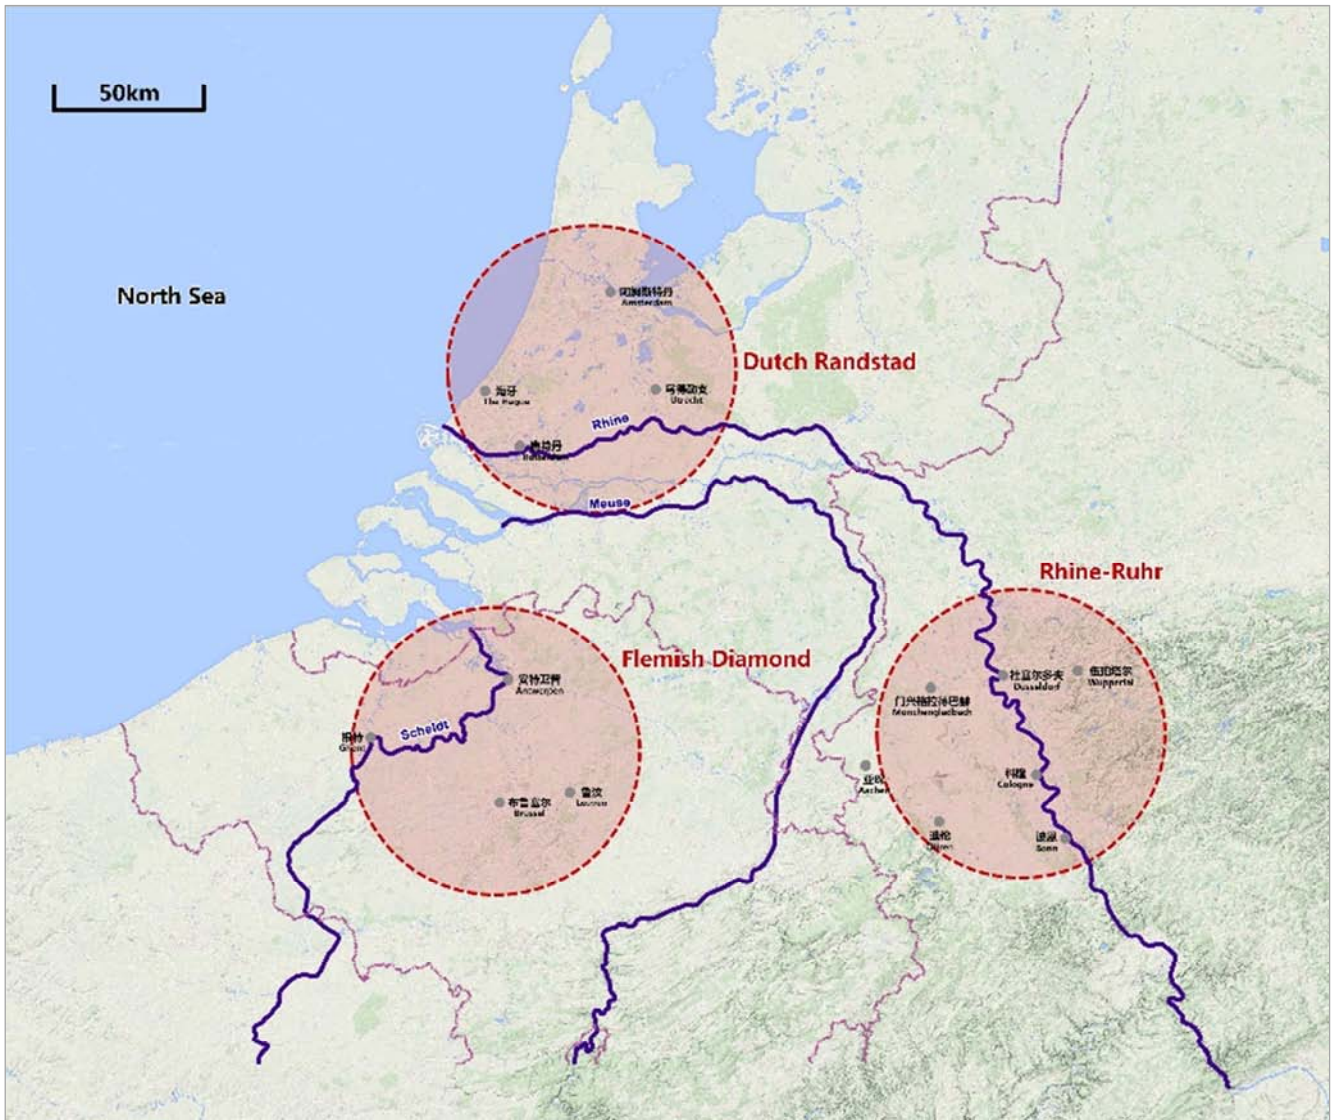 50km
North Sea
阿姆斯特丹
Amsterdam
Dutch Randstad
海牙
The Hague
乌得勒支
Utrecht
Rhine
鹿特丹
Rotterdam
Meuse
Rhine-Ruhr
Flemish Diamond
安特卫普
Antwerpen
杜塞尔多夫
Dusseldorf
伍珀塔尔
Wuppertal
门兴格拉德巴赫
Monchengladbach
Scheldt
根特
Ghent
科隆
Cologne
亚琛
Aachen
布鲁塞尔
Brussel
鲁汶
Leuven
迪伦
Düren
波恩
Bonn